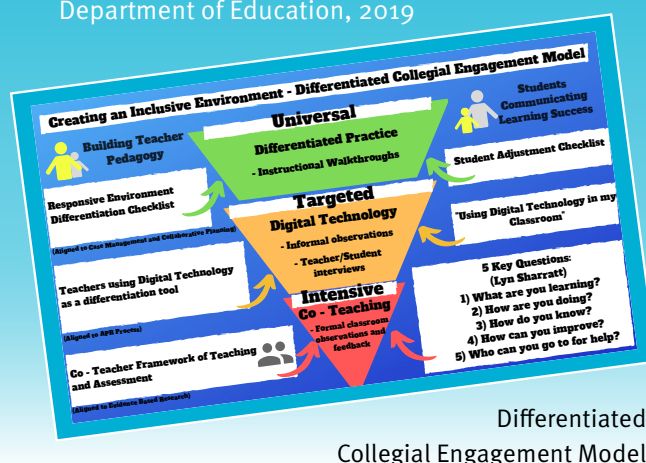 Department of Education, 2019
Creating an Inclusive Environment - Differentiated Collegial Engagement Model
Building Teacher
Pedagogy
Responsive Environment
Differentiation Checklist
(Aligned to Case Management and Collaborative Planning)
Teachers using Digital Technology
as a differentiation tool
(Aligned to APR Process)
Co - Teacher Framework of Teaching
and Assessment
(Aligned to Evidence Based Research)
Universal
Differentiated Practice
- Instructional Walkthroughs
Targeted
Digital Technology
- Informal observations
- Teacher/Student
interviews
Intensive
Co - Teaching
- Formal classroom
observations and
feedback
Students
Communicating
Learning Success
Student Adjustment Checklist
"Using Digital Technology in my
Classroom"
5 Key Questions:
(Lyn Sharratt)
1) What are you learning?
2) How are you doing?
3) How do you know?
4) How can you improve?
5) Who can you go to for help?
Differentiated
Collegial Engagement Model